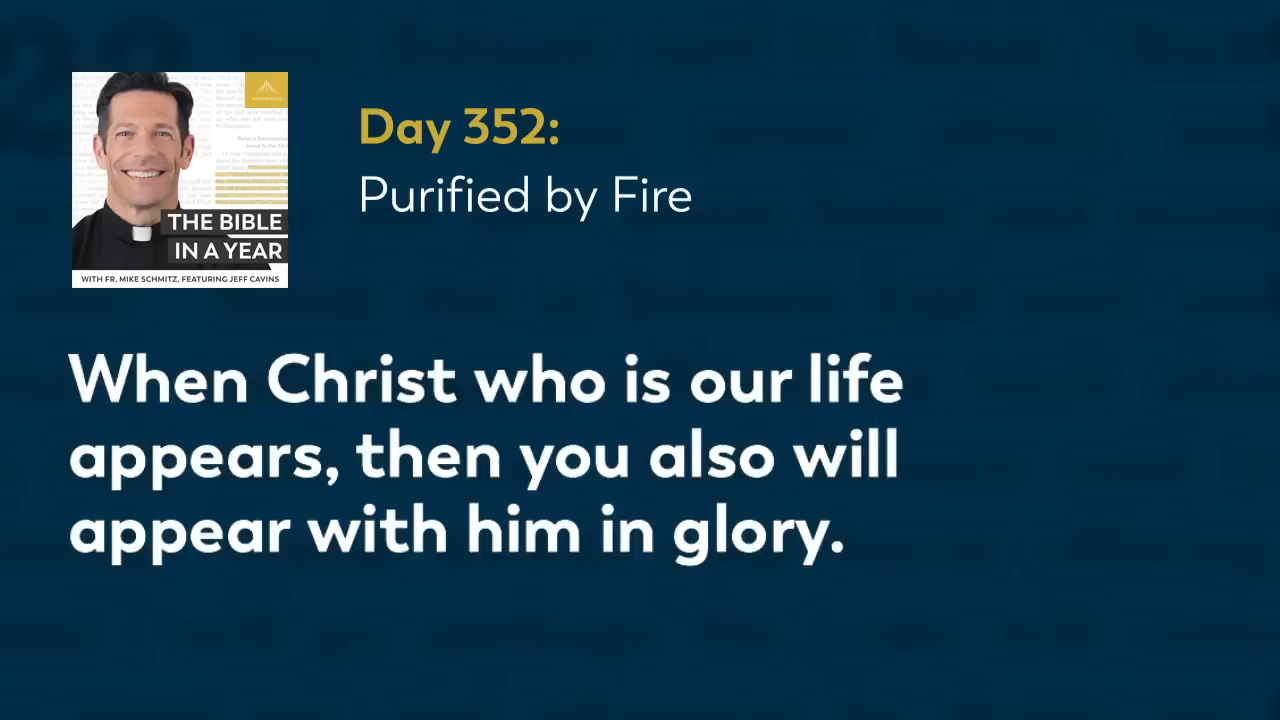 Day 352:
Purified by Fire
THE BIBLE
IN A YEAR
WITH FR. MIKE SCHMITZ, FEATURING JEFF CAVINS
When Christ who is our life
appears, then you also will
appear with him in glory.